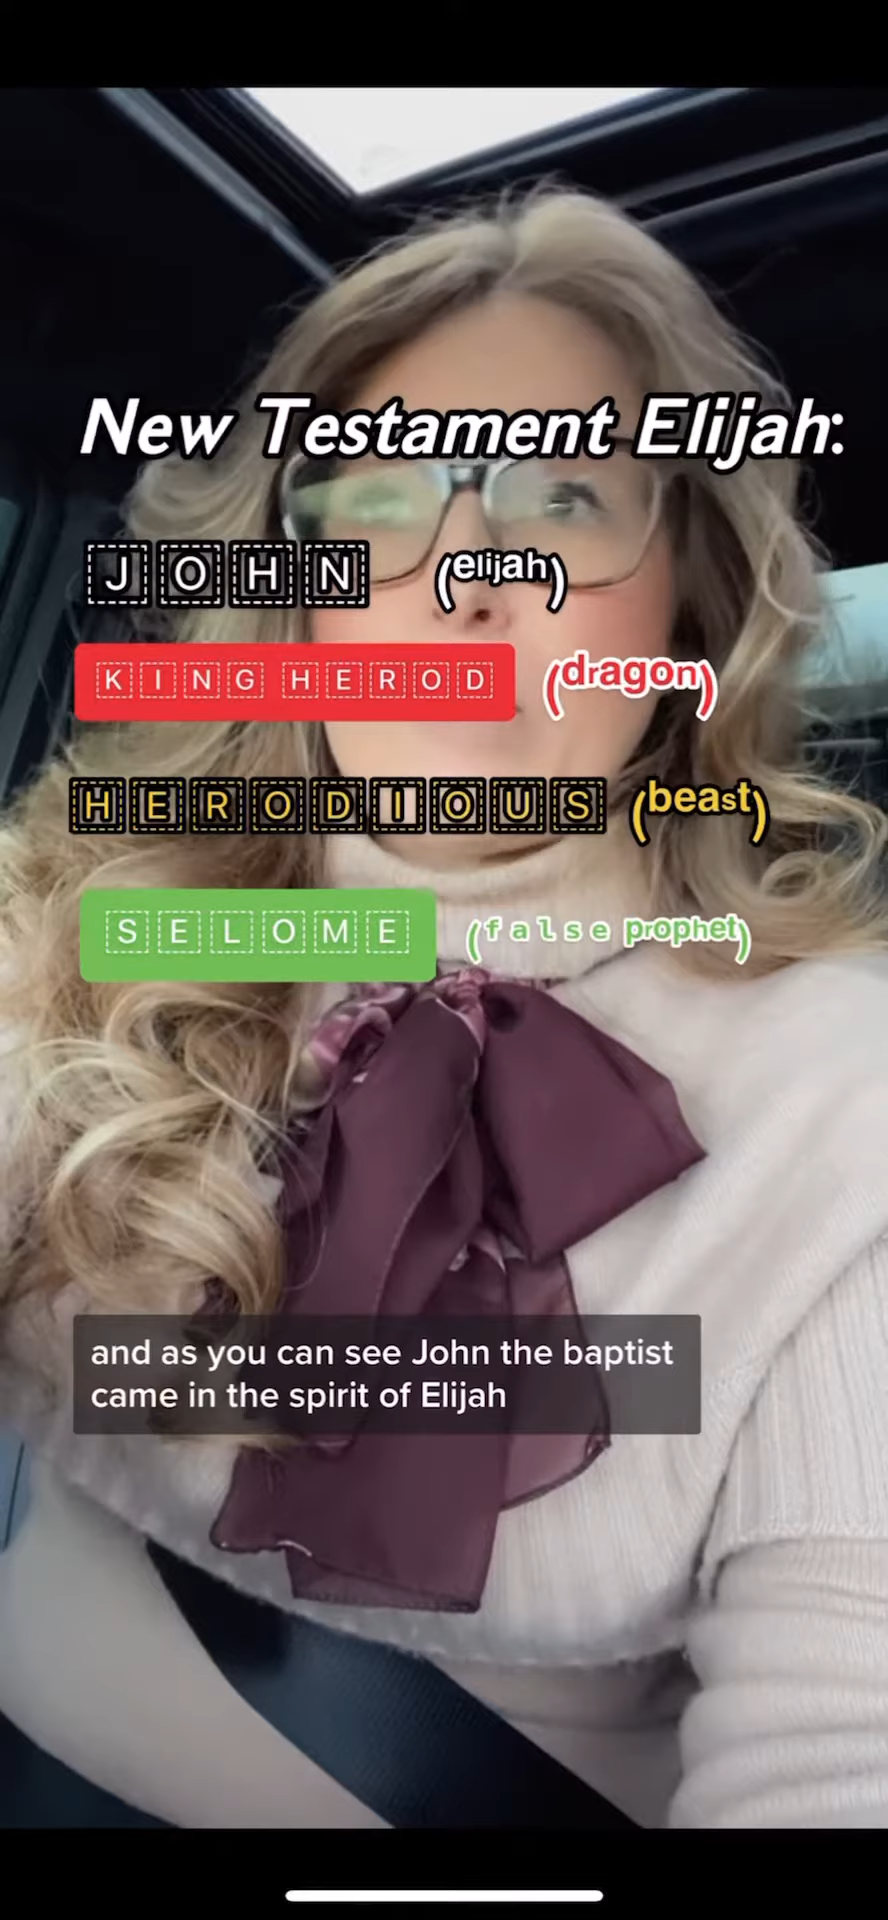 New Testament Elijah:
JOHN (elijah)
KING HEROD (dragon)
HERODIOUS (beast)
SELOME (false prophet)
and as you can see John the baptist
came in the spirit of Elijah